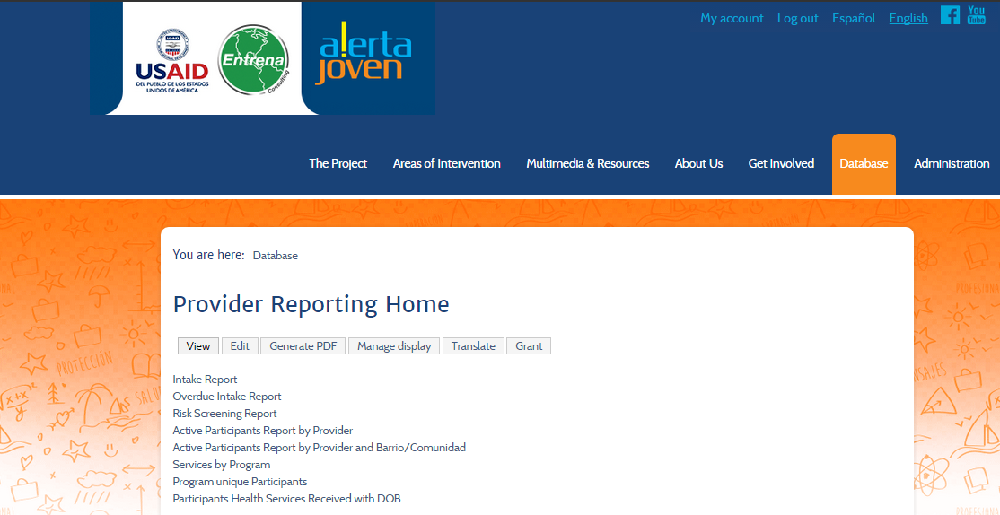 My account Log out Español English You Tube
USAID
DEL PUEBLO DE LOS ESTADOS
UNIDOS DE AMÉRICA
Entrena
Consulting
alerta
joven
The Project Areas of Intervention Multimedia & Resources About Us Get Involved Database Administration
You are here: Database
Provider Reporting Home
View Edit Generate PDF Manage display Translate Grant
Intake Report
Overdue Intake Report
Risk Screening Report
Active Participants Report by Provider
Active Participants Report by Provider and Barrio/Comunidad
Services by Program
Program unique Participants
Participants Health Services Received with DOB
PROTECCIÓN